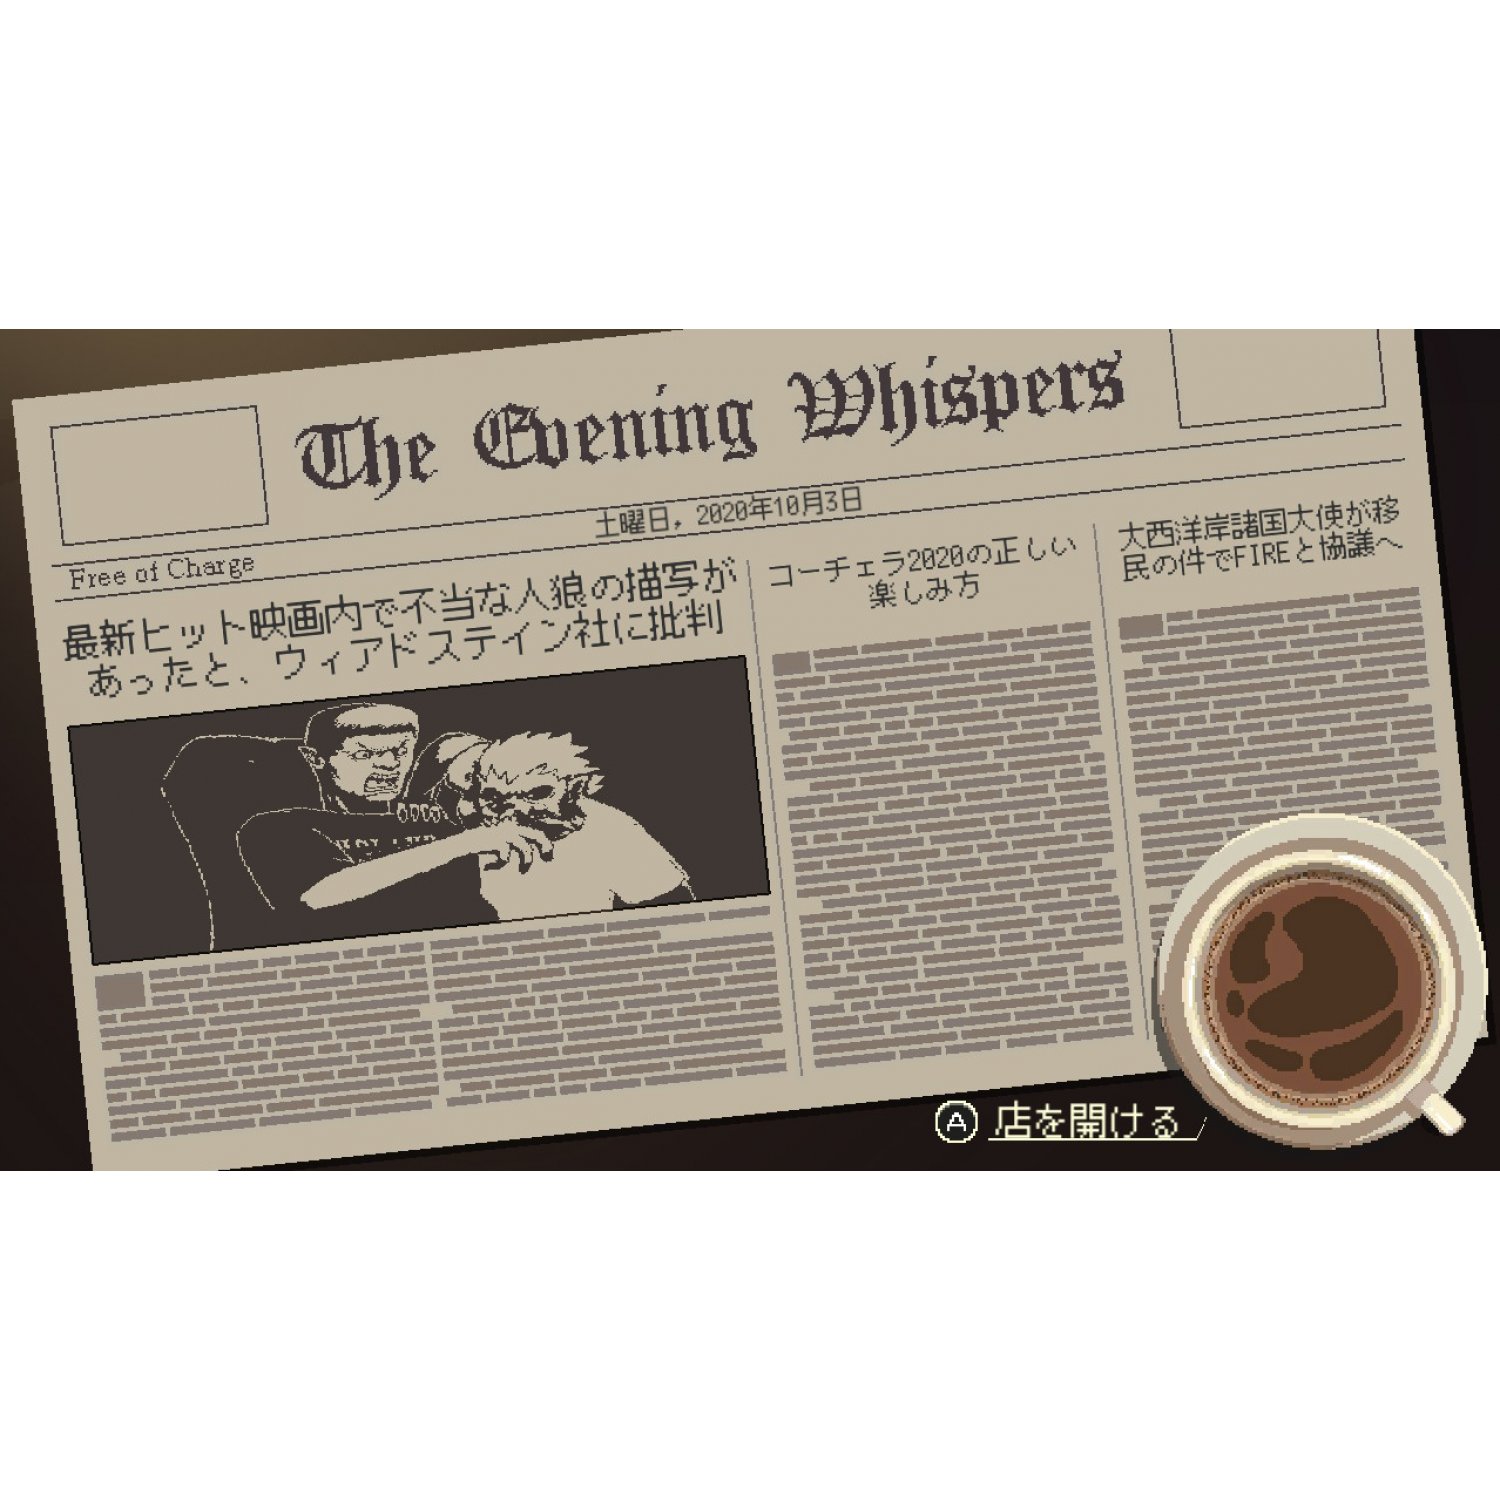 The Evening Whispers
土曜日, 2020年10月3日
Free of Charge
最新ヒット映画内で不当な人狼の描写が
あったと、ウィアドステイン社に批判
コーチェラ2020の正しい
楽しみ方
大西洋岸諸国大使が移
民の件でFIREと協議へ
A 店を開ける